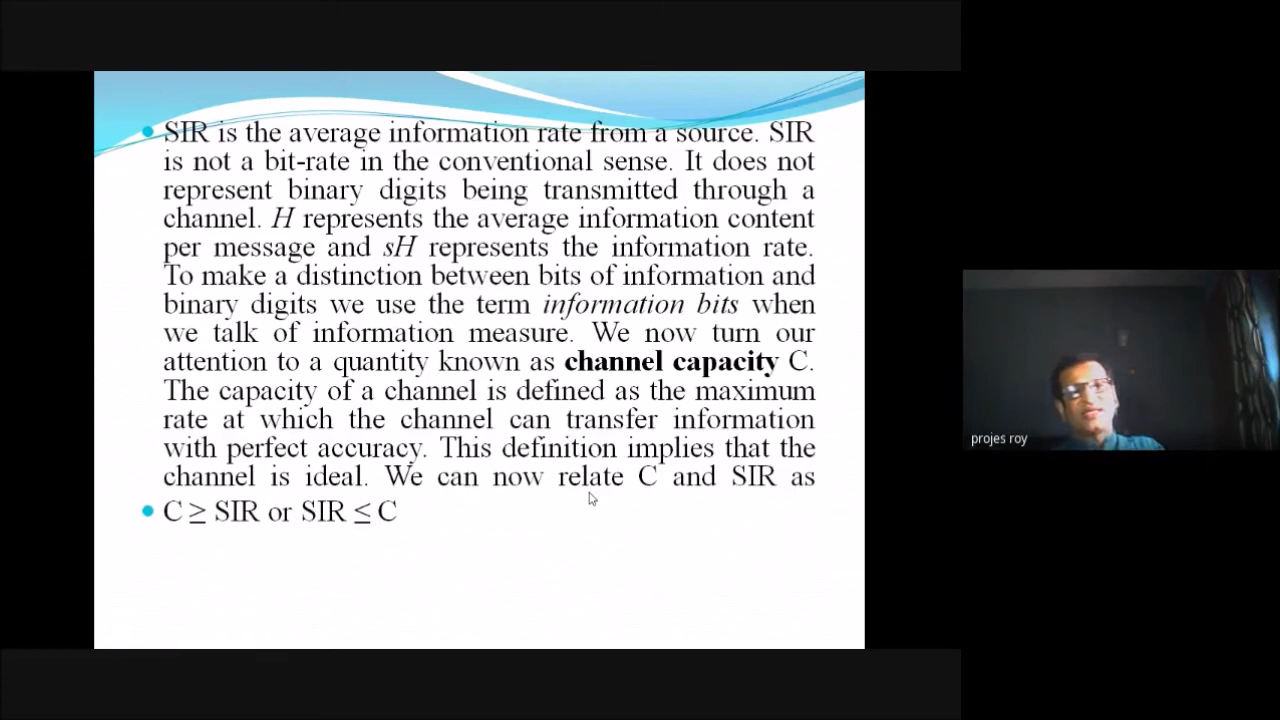 SIR is the average information rate from a source. SIR
is not a bit-rate in the conventional sense. It does not
represent binary digits being transmitted through a
channel. H represents the average information content
per message and sH represents the information rate.
To make a distinction between bits of information and
binary digits we use the term information bits when
we talk of information measure. We now turn our
attention to a quantity known as channel capacity C.
The capacity of a channel is defined as the maximum
rate at which the channel can transfer information
with perfect accuracy. This definition implies that the
channel is ideal. We can now relate C and SIR as
C ≥ SIR or SIR ≤ C
projes roy